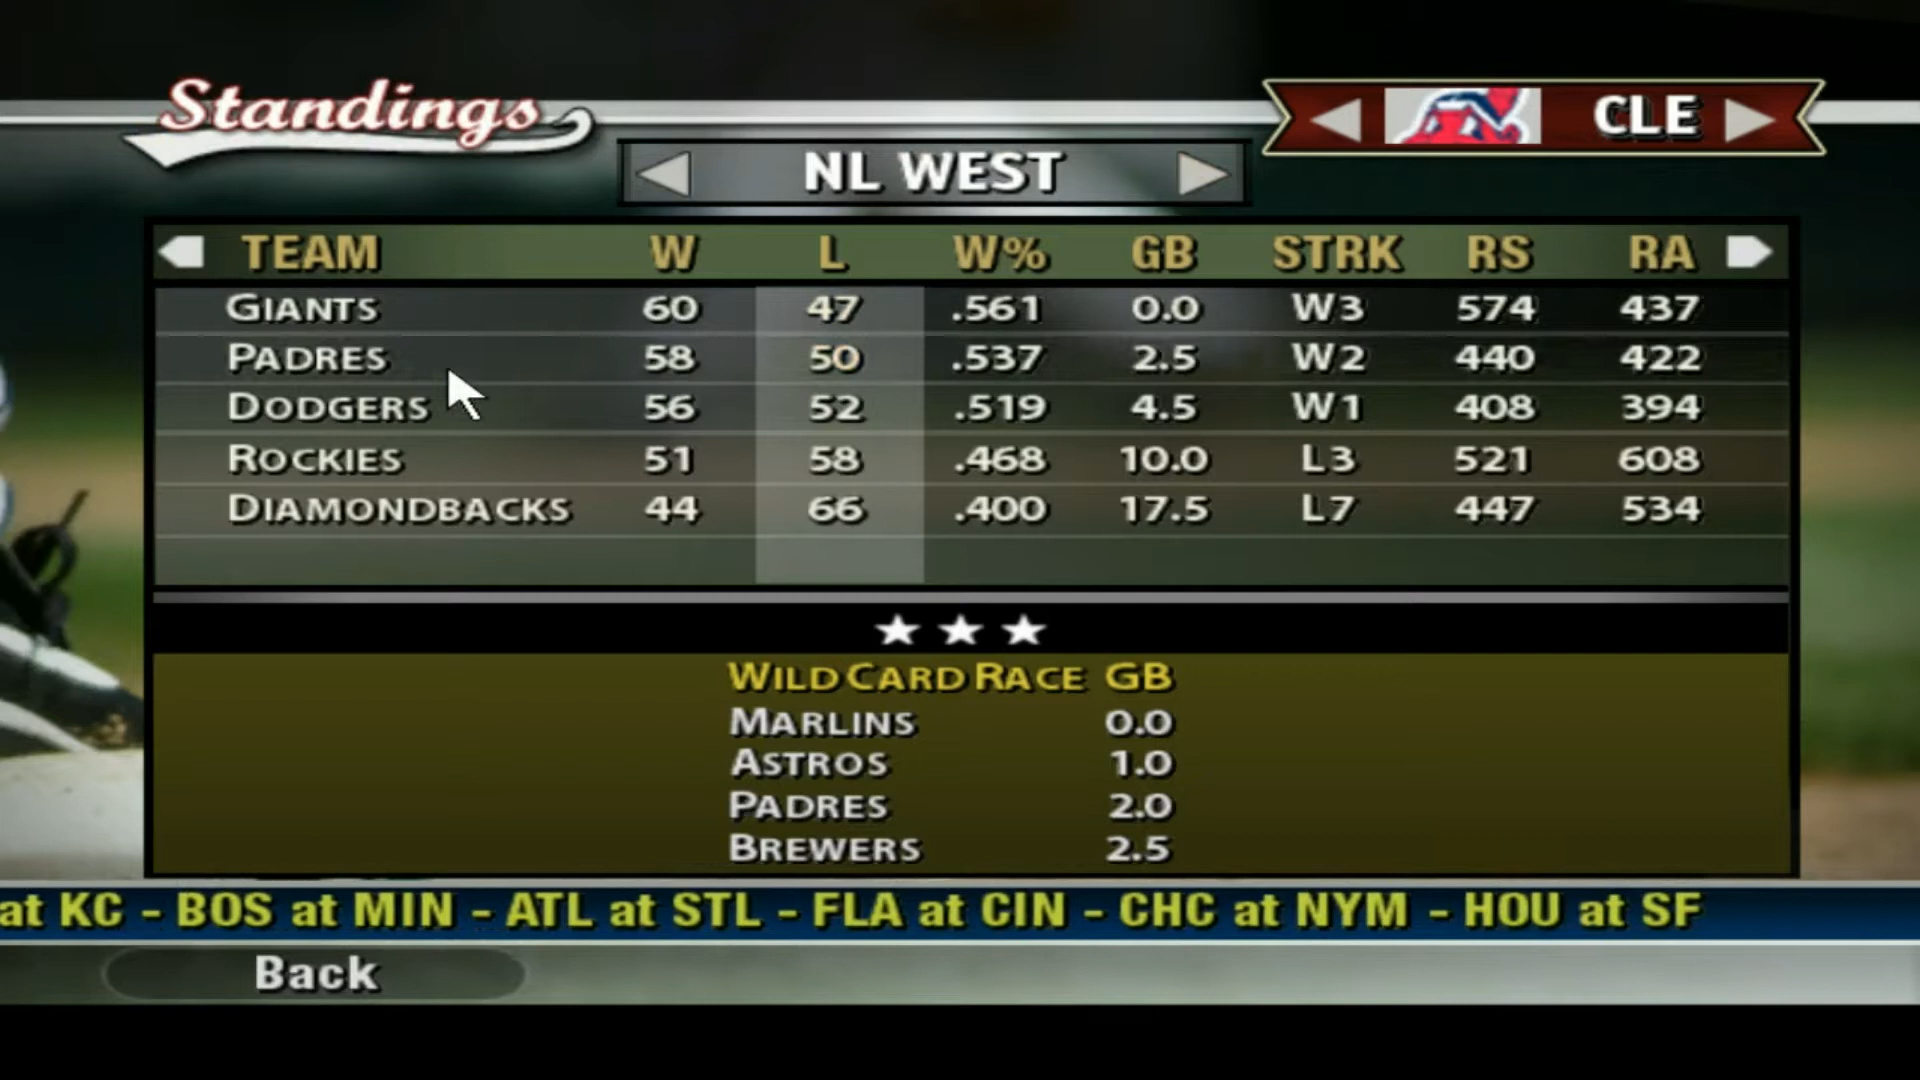 Standings
CLE
NL WEST
TEAM W L W% GB STRK RS RA
GIANTS 60 47 .561 0.0 W3 574 437
PADRES 58 50 .537 2.5 W2 440 422
DODGERS 56 52 .519 4.5 W1 408 394
ROCKIES 51 58 .468 10.0 L3 521 608
DIAMONDBACKS 44 66 .400 17.5 L7 447 534
WILD CARD RACE GB
MARLINS 0.0
ASTROS 1.0
PADRES 2.0
BREWERS 2.5
at KC - BOS at MIN - ATL at STL - FLA at CIN - CHC at NYM - HOU at SF
Back